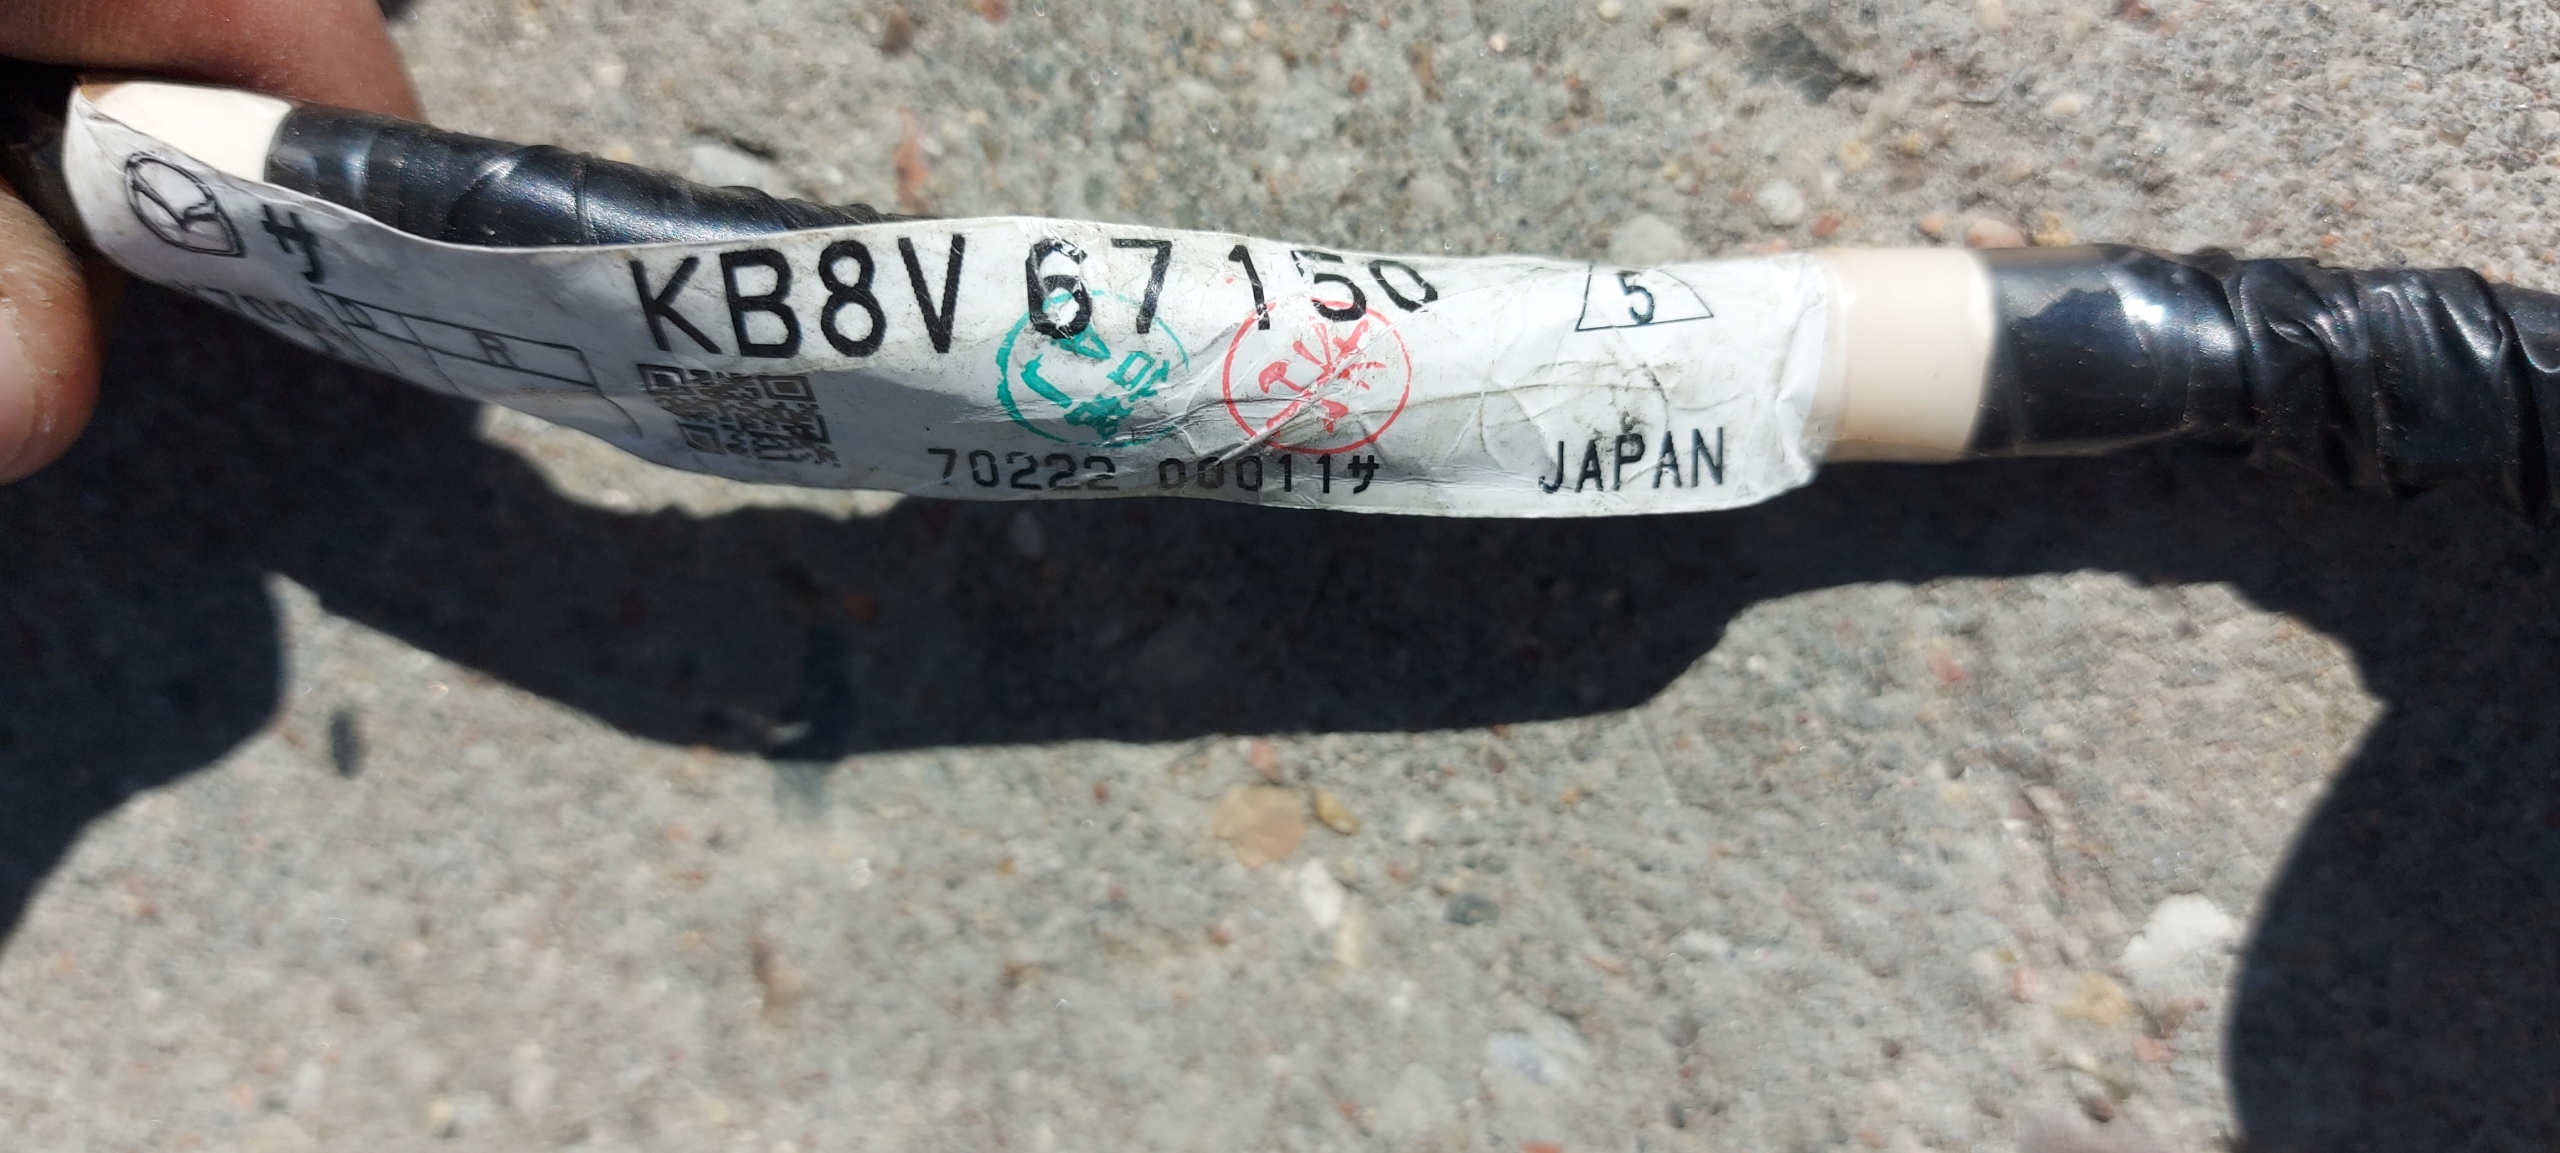 サ
R
KB8V 67 150
5
70222 00011サ
JAPAN